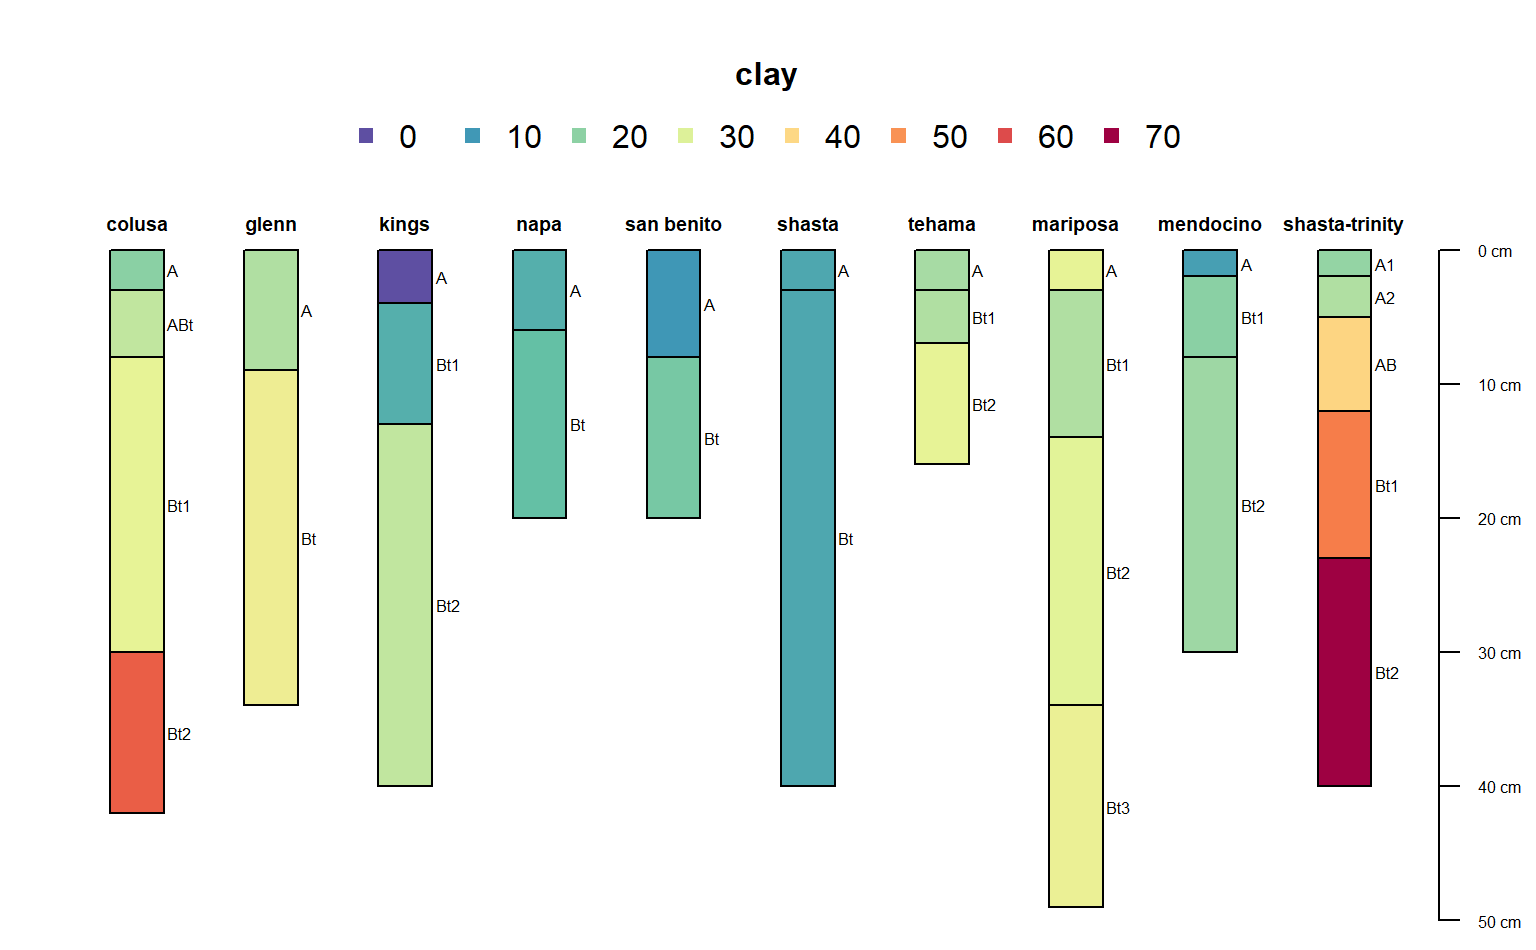 clay
0 10 20 30 40 50 60 70
colusa glenn kings napa san benito shasta tehama mariposa mendocino shasta-trinity
A
ABt
Bt1
Bt2
A
Bt
A
Bt1
Bt2
A
Bt
A
Bt
A
Bt
A
Bt1
Bt2
A
Bt1
Bt2
Bt3
A
Bt1
Bt2
A1
A2
AB
Bt1
Bt2
0 cm
10 cm
20 cm
30 cm
40 cm
50 cm